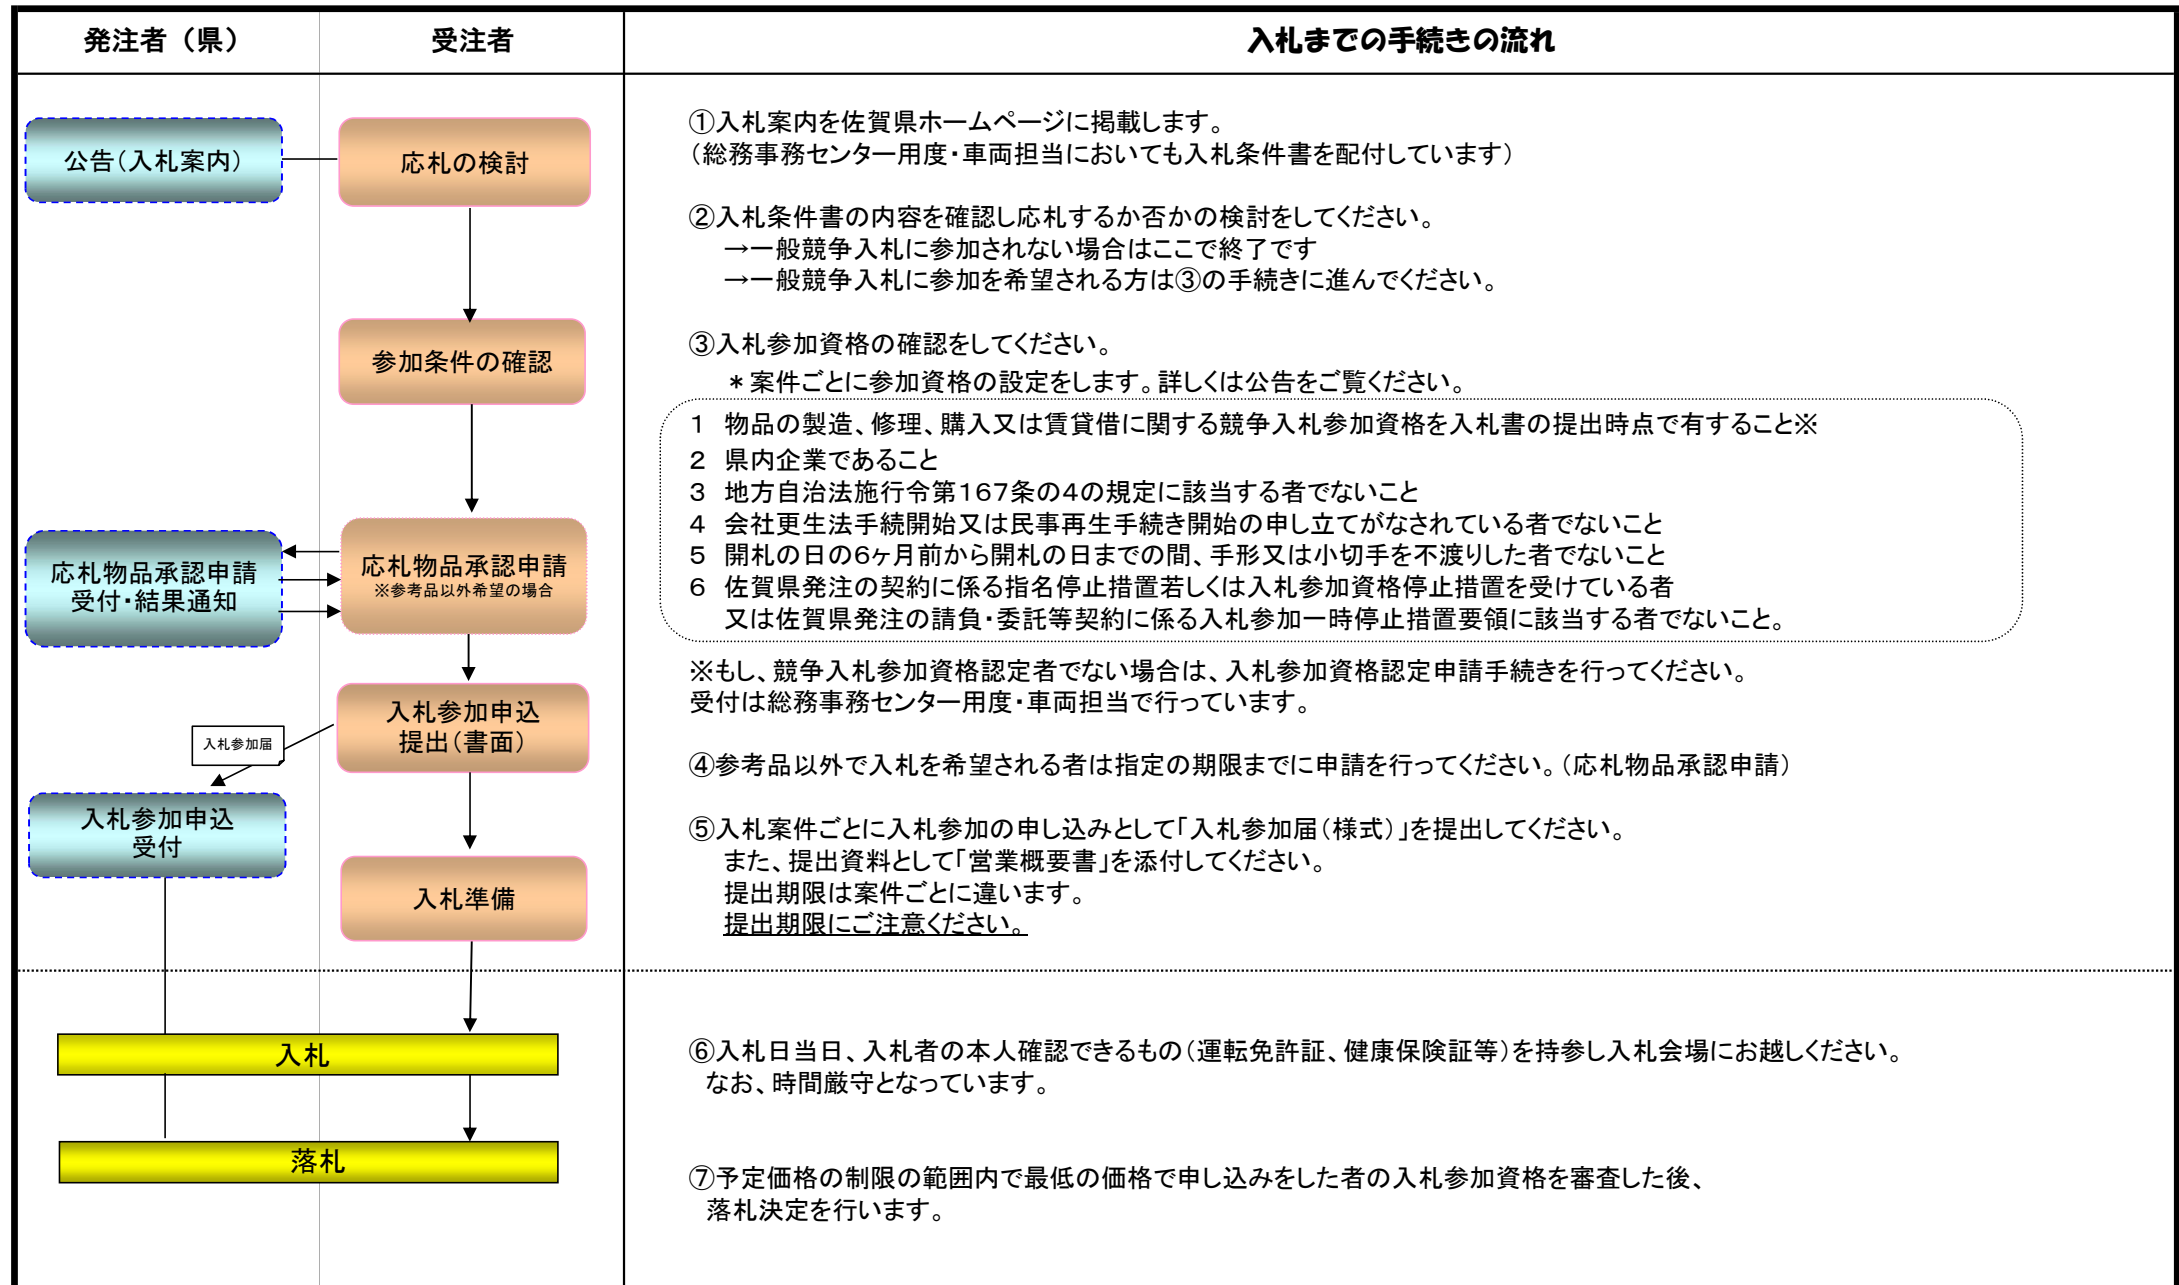 発注者（県）
受注者
入札までの手続きの流れ
公告（入札案内）
応札の検討
参加条件の確認
応札物品承認申請
受付・結果通知
応札物品承認申請
※参考品以外希望の場合
入札参加申込
提出（書面）
入札参加届
入札参加申込
受付
入札準備
入札
落札
①入札案内を佐賀県ホームページに掲載します。
（総務事務センター用度・車両担当においても入札条件書を配付しています）
②入札条件書の内容を確認し応札するか否かの検討をしてください。
→一般競争入札に参加されない場合はここで終了です
→一般競争入札に参加を希望される方は③の手続きに進んでください。
③入札参加資格の確認をしてください。
＊案件ごとに参加資格の設定をします。詳しくは公告をご覧ください。
１　物品の製造、修理、購入又は賃貸借に関する競争入札参加資格を入札書の提出時点で有すること※
２　県内企業であること
３　地方自治法施行令第１６７条の４の規定に該当する者でないこと
４　会社更生法手続開始又は民事再生手続き開始の申し立てがなされている者でないこと
５　開札の日の６ヶ月前から開札の日までの間、手形又は小切手を不渡りした者でないこと
６　佐賀県発注の契約に係る指名停止措置若しくは入札参加資格停止措置を受けている者
又は佐賀県発注の請負・委託等契約に係る入札参加一時停止措置要領に該当する者でないこと。
※もし、競争入札参加資格認定者でない場合は、入札参加資格認定申請手続きを行ってください。
受付は総務事務センター用度・車両担当で行っています。
④参考品以外で入札を希望される者は指定の期限までに申請を行ってください。（応札物品承認申請）
⑤入札案件ごとに入札参加の申し込みとして「入札参加届（様式）」を提出してください。
また、提出資料として「営業概要書」を添付してください。
提出期限は案件ごとに違います。
提出期限にご注意ください。
⑥入札日当日、入札者の本人確認できるもの（運転免許証、健康保険証等）を持参し入札会場にお越しください。
なお、時間厳守となっています。
⑦予定価格の制限の範囲内で最低の価格で申し込みをした者の入札参加資格を審査した後、
落札決定を行います。